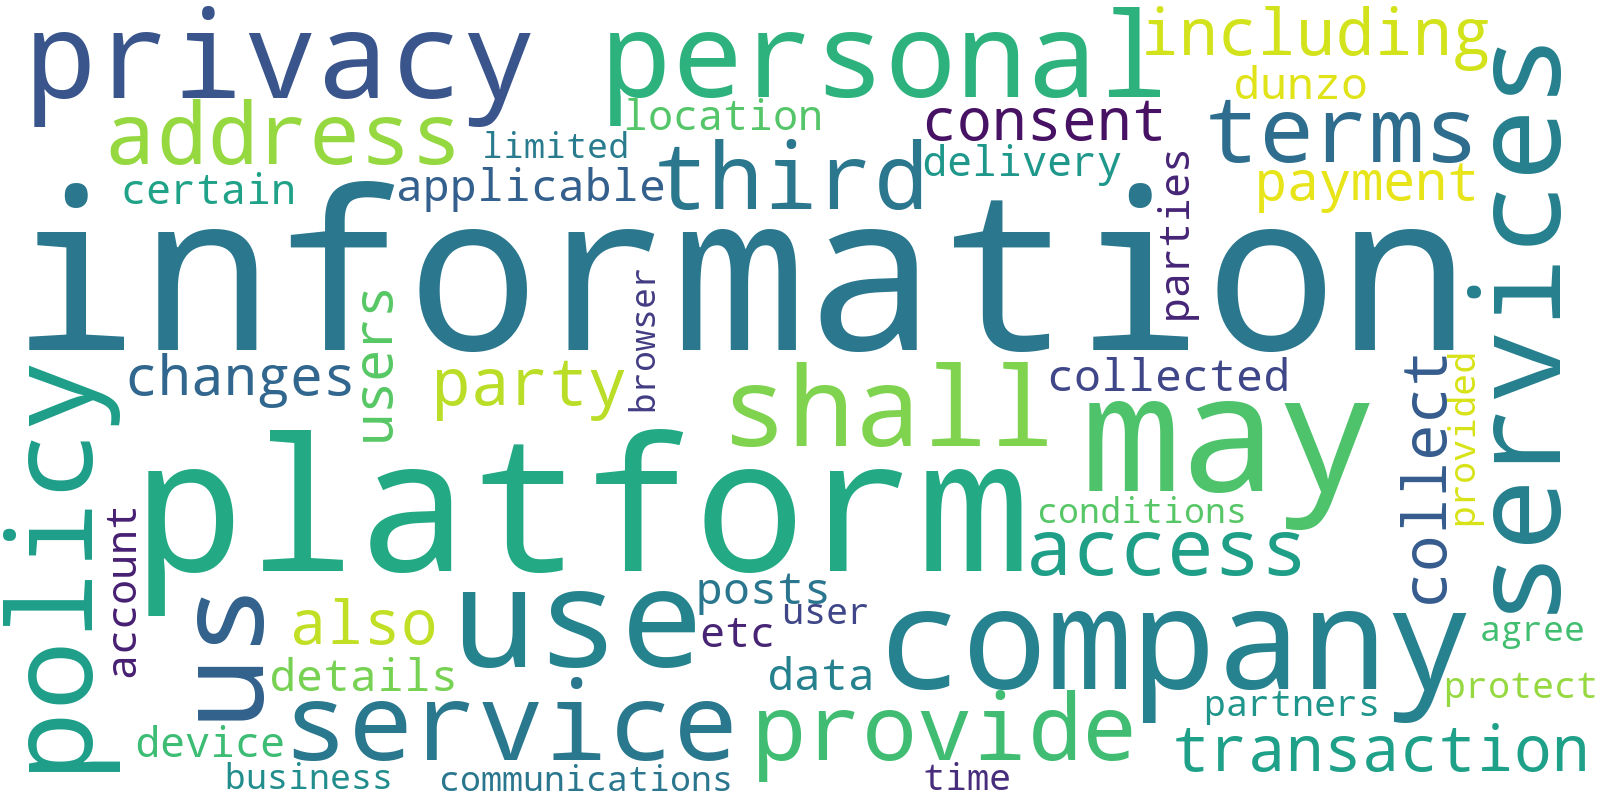 privacy
personal
including
dunzo
address
location
consent
terms
services
limited
third
delivery
certain
applicable
parties
payment
information
users
browser
changes
party
shall
collected
may
collect
provided
policy
platform
conditions
access
account
us
also
use
posts
user
etc
company
agree
details
data
protect
service
provide
partners
device
transaction
business
communications
time